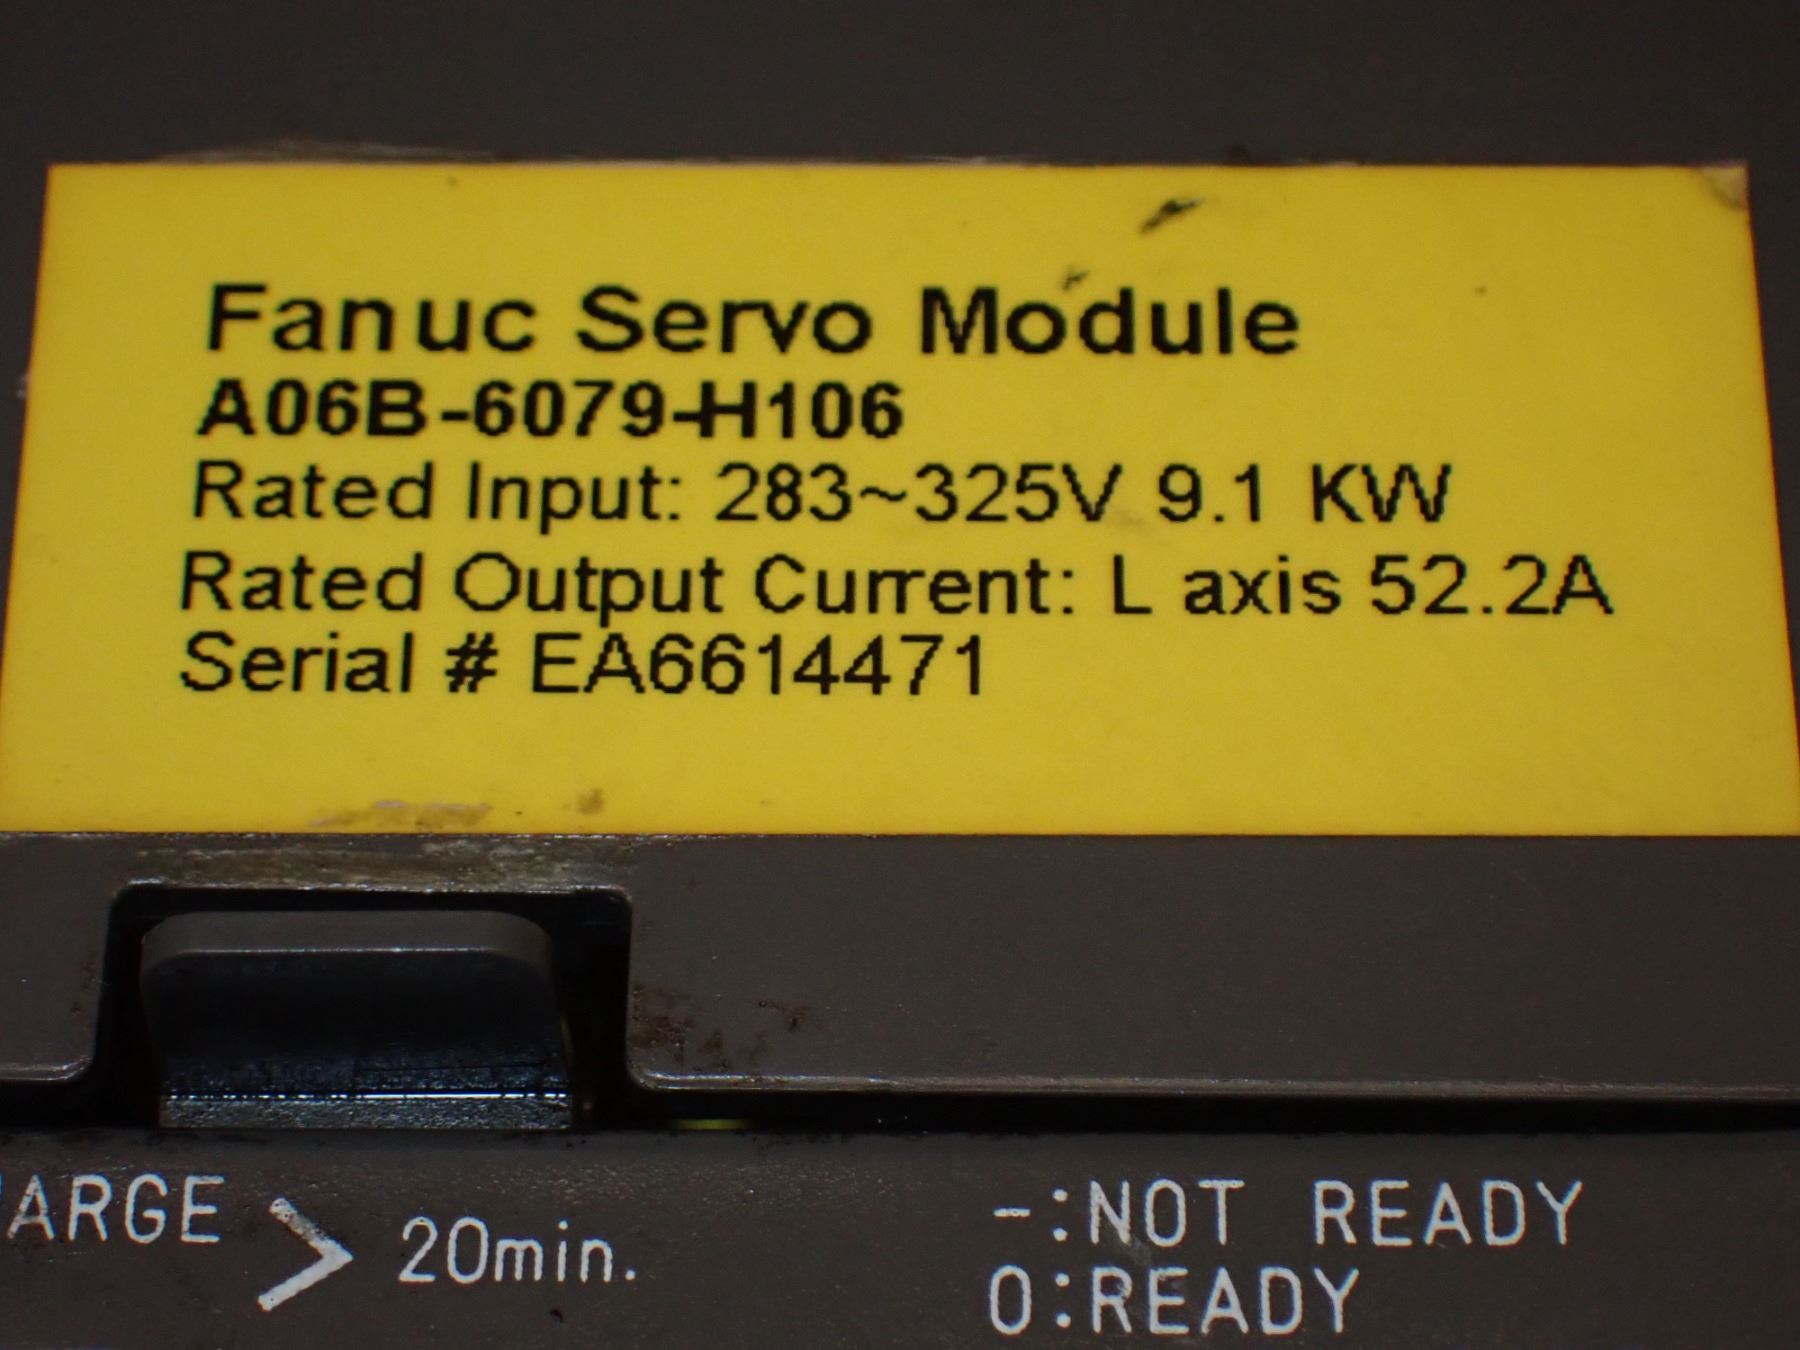 Fanuc Servo Module
A06B-6079-H106
Rated Input: 283~325V 9.1 KW
Rated Output Current: L axis 52.2A
Serial # EA6614471
ARGE > 20min.
-:NOT READY
0:READY